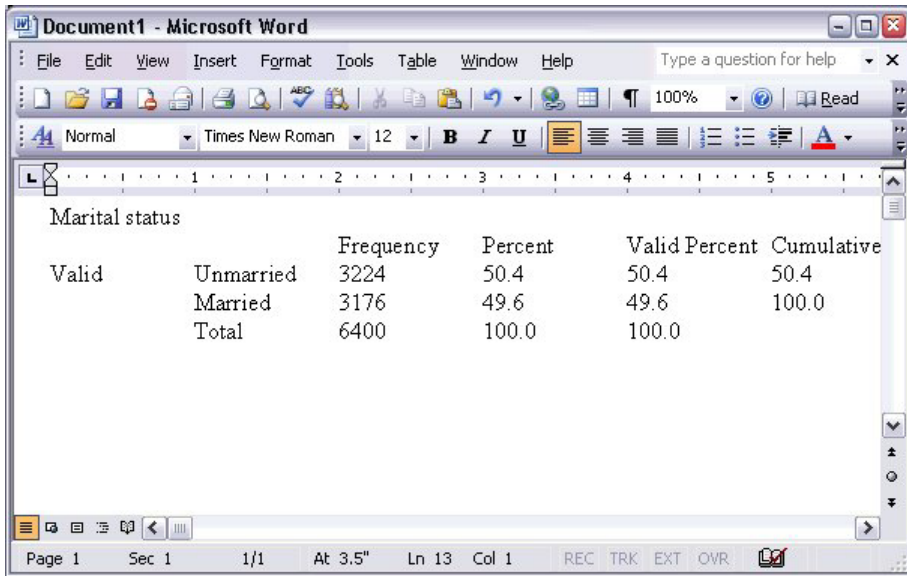 Document1 - Microsoft Word
File Edit View Insert Format Tools Table Window Help Type a question for help
ABC ¶ 100% Read
Normal Times New Roman 12 B I U A
1 2 3 4 5
Marital status
Frequency Percent Valid Percent Cumulative
Valid Unmarried 3224 50.4 50.4 50.4
Married 3176 49.6 49.6 100.0
Total 6400 100.0 100.0
Page 1 Sec 1 1/1 At 3.5" Ln 13 Col 1 REC TRK EXT OVR